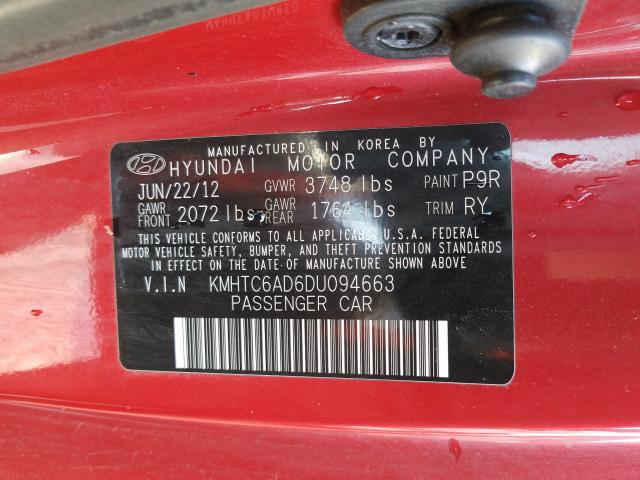 MANUFACTURED IN KOREA BY
HYUNDAI MOTOR COMPANY
JUN/22/12 GVWR 3748 lbs PAINT P9R
GAWR FRONT 2072 lbs GAWR REAR 1764 lbs TRIM RY
THIS VEHICLE CONFORMS TO ALL APPLICABLE U.S.A. FEDERAL
MOTOR VEHICLE SAFETY, BUMPER, AND THEFT PREVENTION STANDARDS
IN EFFECT ON THE DATE OF MANUFACTURE SHOWN ABOVE
V.I.N KMHTC6AD6DU094663
PASSENGER CAR